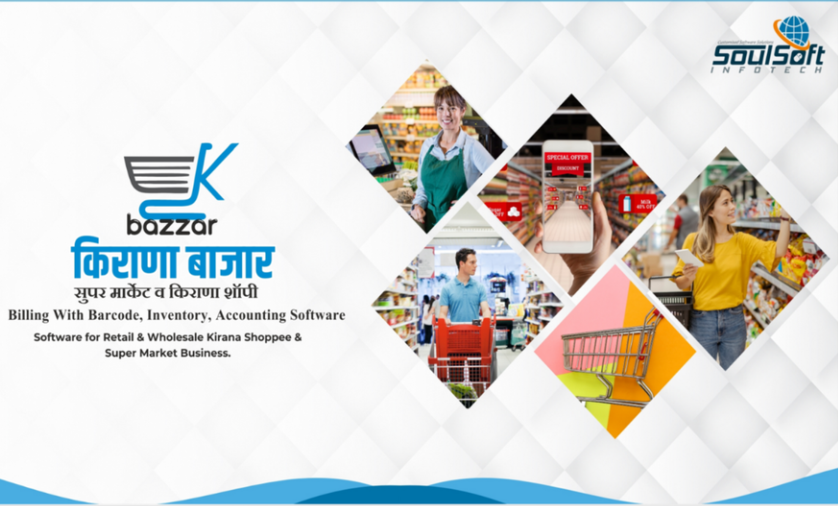 SoulSoft
INFOTECH
K
bazzar
किराणा बाजार
सुपर मार्केट व किराणा शॉपी
Billing With Barcode, Inventory, Accounting Software
Software for Retail & Wholesale Kirana Shoppee &
Super Market Business.
SPECIAL OFFER
DISCOUNT